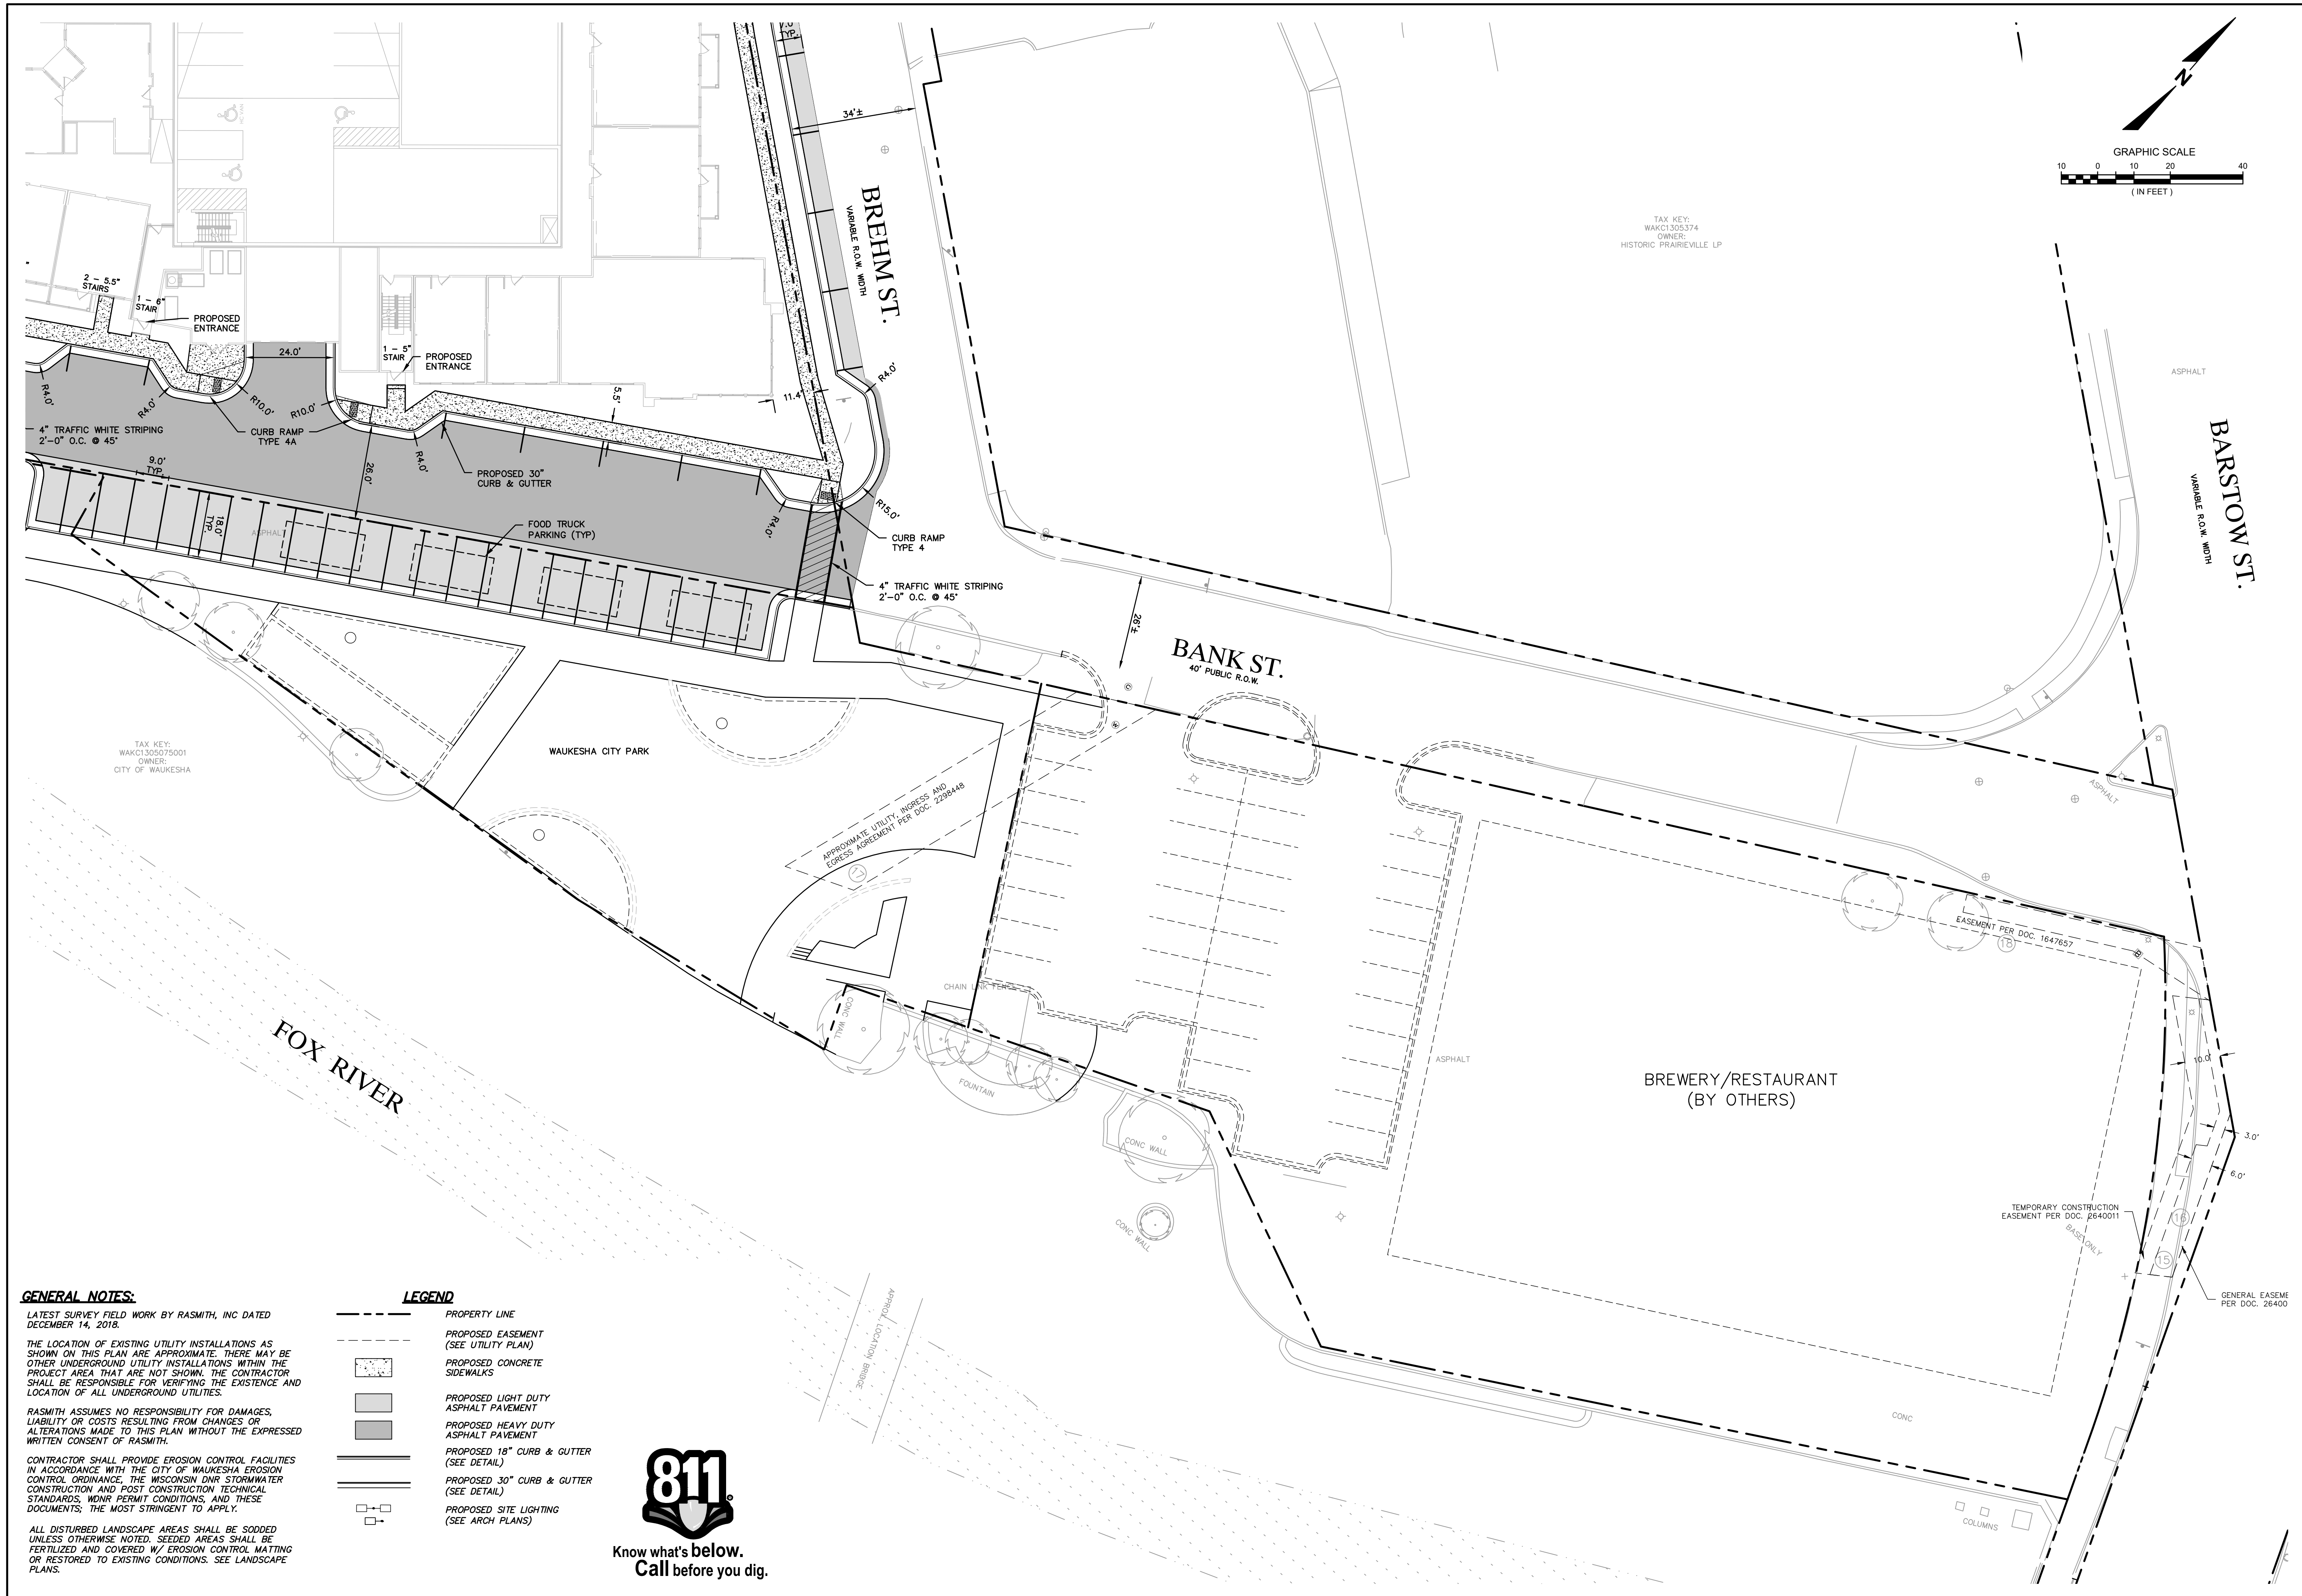 7.0'
TYP.
34'±
N
GRAPHIC SCALE
10 0 10 20 40
( IN FEET )
BREHM ST.
VARIABLE R.O.W. WIDTH
TAX KEY:
WAKC1305374
OWNER:
HISTORIC PRAIRIEVILLE LP
2 - 5.5"
STAIRS
1 - 6"
STAIR
PROPOSED
ENTRANCE
24.0'
1 - 5"
STAIR
PROPOSED
ENTRANCE
ASPHALT
R4.0'
R4.0'
R4.0'
R10.0'
R10.0'
5.5'
11.4'
4" TRAFFIC WHITE STRIPING
2'-0" O.C. @ 45°
CURB RAMP
TYPE 4A
R4.0'
9.0'
TYP.
26.0'
PROPOSED 30"
CURB & GUTTER
BARSTOW ST.
VARIABLE R.O.W. WIDTH
18.0'
TYP.
ASPHALT
FOOD TRUCK
PARKING (TYP)
R4.0'
R15.0'
CURB RAMP
TYPE 4
4" TRAFFIC WHITE STRIPING
2'-0" O.C. @ 45°
26'±
BANK ST.
40' PUBLIC R.O.W.
TAX KEY:
WAKC1305075001
OWNER:
CITY OF WAUKESHA
WAUKESHA CITY PARK
APPROXIMATE UTILITY, INGRESS AND
EGRESS AGREEMENT PER DOC. 2298448
17
ASPHALT
EASEMENT PER DOC. 1647657
18
CHAIN LINK FENCE
CONC WALL
FOX RIVER
FOUNTAIN
ASPHALT
BREWERY/RESTAURANT
(BY OTHERS)
10.0'
3.0'
6.0'
CONC WALL
CONC WALL
TEMPORARY CONSTRUCTION
EASEMENT PER DOC. 2640011
BASE ONLY
16
15
GENERAL EASEME
PER DOC. 26400
APPROX. LOCATION BRIDGE
CONC
COLUMNS
GENERAL NOTES:
LATEST SURVEY FIELD WORK BY RASMITH, INC DATED
DECEMBER 14, 2018.
THE LOCATION OF EXISTING UTILITY INSTALLATIONS AS
SHOWN ON THIS PLAN ARE APPROXIMATE. THERE MAY BE
OTHER UNDERGROUND UTILITY INSTALLATIONS WITHIN THE
PROJECT AREA THAT ARE NOT SHOWN. THE CONTRACTOR
SHALL BE RESPONSIBLE FOR VERIFYING THE EXISTENCE AND
LOCATION OF ALL UNDERGROUND UTILITIES.
RASMITH ASSUMES NO RESPONSIBILITY FOR DAMAGES,
LIABILITY OR COSTS RESULTING FROM CHANGES OR
ALTERATIONS MADE TO THIS PLAN WITHOUT THE EXPRESSED
WRITTEN CONSENT OF RASMITH.
CONTRACTOR SHALL PROVIDE EROSION CONTROL FACILITIES
IN ACCORDANCE WITH THE CITY OF WAUKESHA EROSION
CONTROL ORDINANCE, THE WISCONSIN DNR STORMWATER
CONSTRUCTION AND POST CONSTRUCTION TECHNICAL
STANDARDS, WDNR PERMIT CONDITIONS, AND THESE
DOCUMENTS; THE MOST STRINGENT TO APPLY.
ALL DISTURBED LANDSCAPE AREAS SHALL BE SODDED
UNLESS OTHERWISE NOTED. SEEDED AREAS SHALL BE
FERTILIZED AND COVERED W/ EROSION CONTROL MATTING
OR RESTORED TO EXISTING CONDITIONS. SEE LANDSCAPE
PLANS.
LEGEND
PROPERTY LINE
PROPOSED EASEMENT
(SEE UTILITY PLAN)
PROPOSED CONCRETE
SIDEWALKS
PROPOSED LIGHT DUTY
ASPHALT PAVEMENT
PROPOSED HEAVY DUTY
ASPHALT PAVEMENT
PROPOSED 18" CURB & GUTTER
(SEE DETAIL)
PROPOSED 30" CURB & GUTTER
(SEE DETAIL)
PROPOSED SITE LIGHTING
(SEE ARCH PLANS)
811®
Know what's below.
Call before you dig.